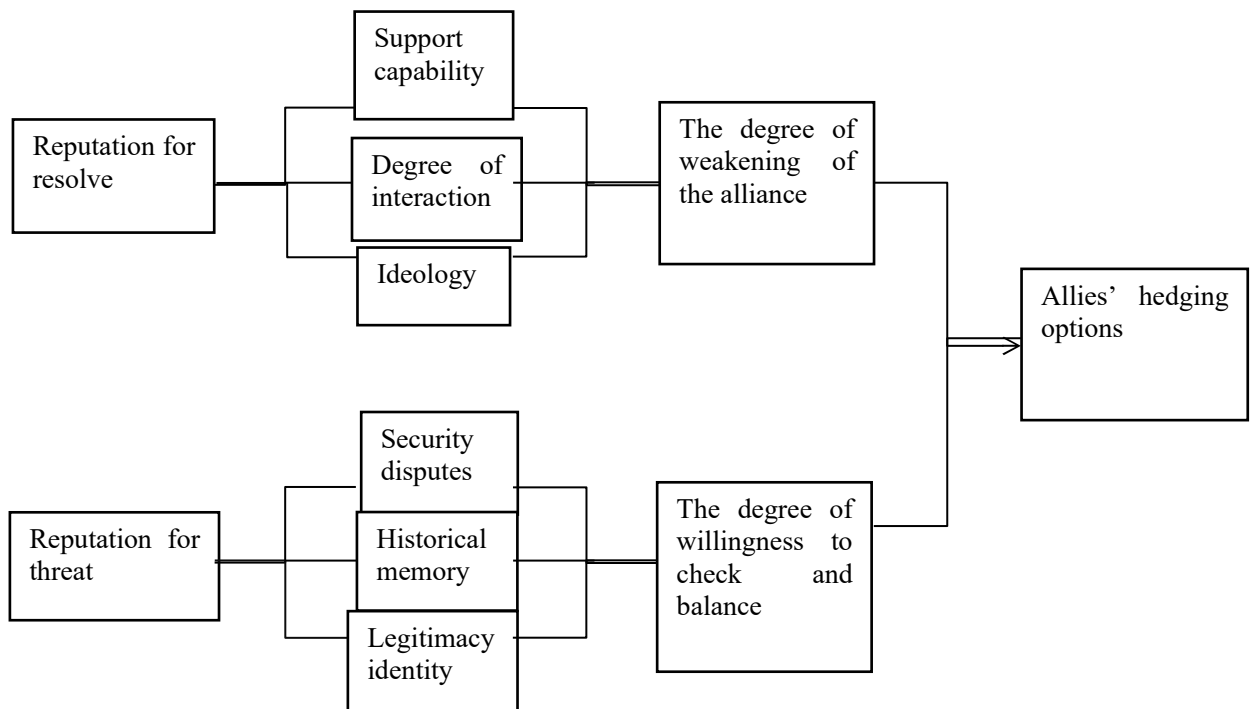 Support
capability
Reputation for
resolve
Degree of
interaction
Ideology
The degree of
weakening of
the alliance
Allies’ hedging
options
Security
disputes
Reputation for
threat
Historical
memory
Legitimacy
identity
The degree of
willingness to
check and
balance